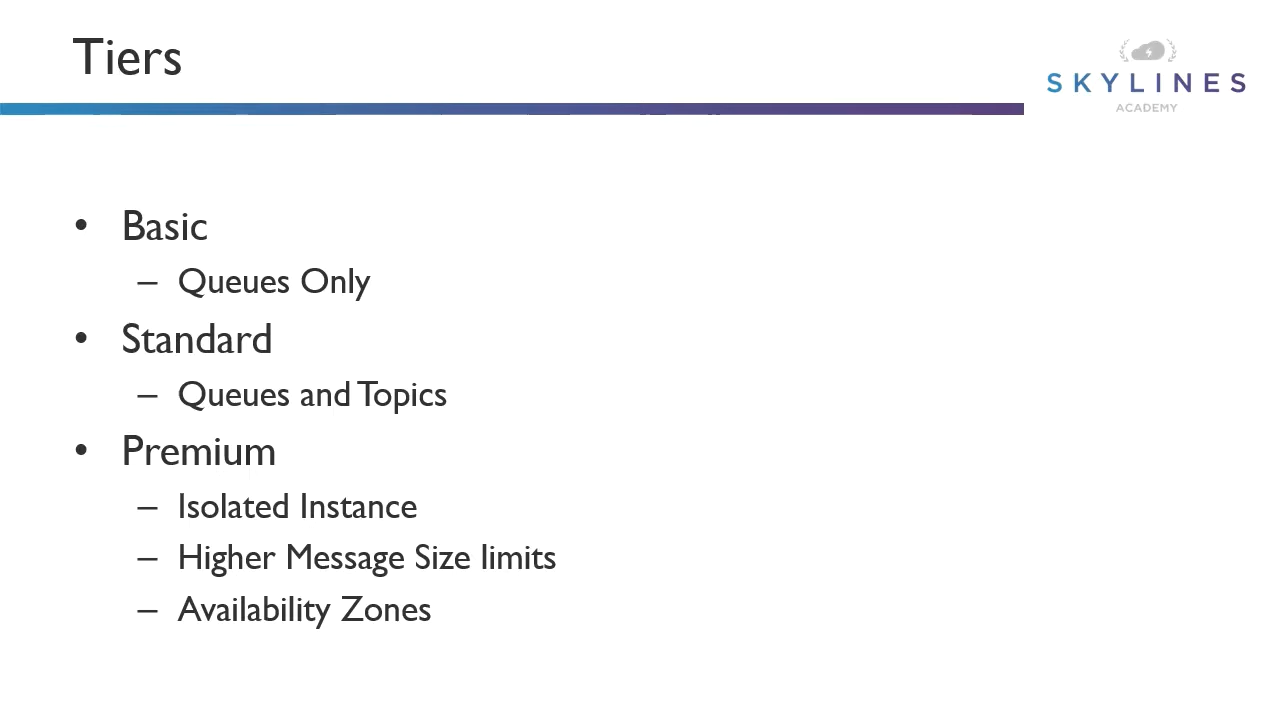 Tiers
SKYLINES
ACADEMY
• Basic
– Queues Only
• Standard
– Queues and Topics
• Premium
– Isolated Instance
– Higher Message Size limits
– Availability Zones